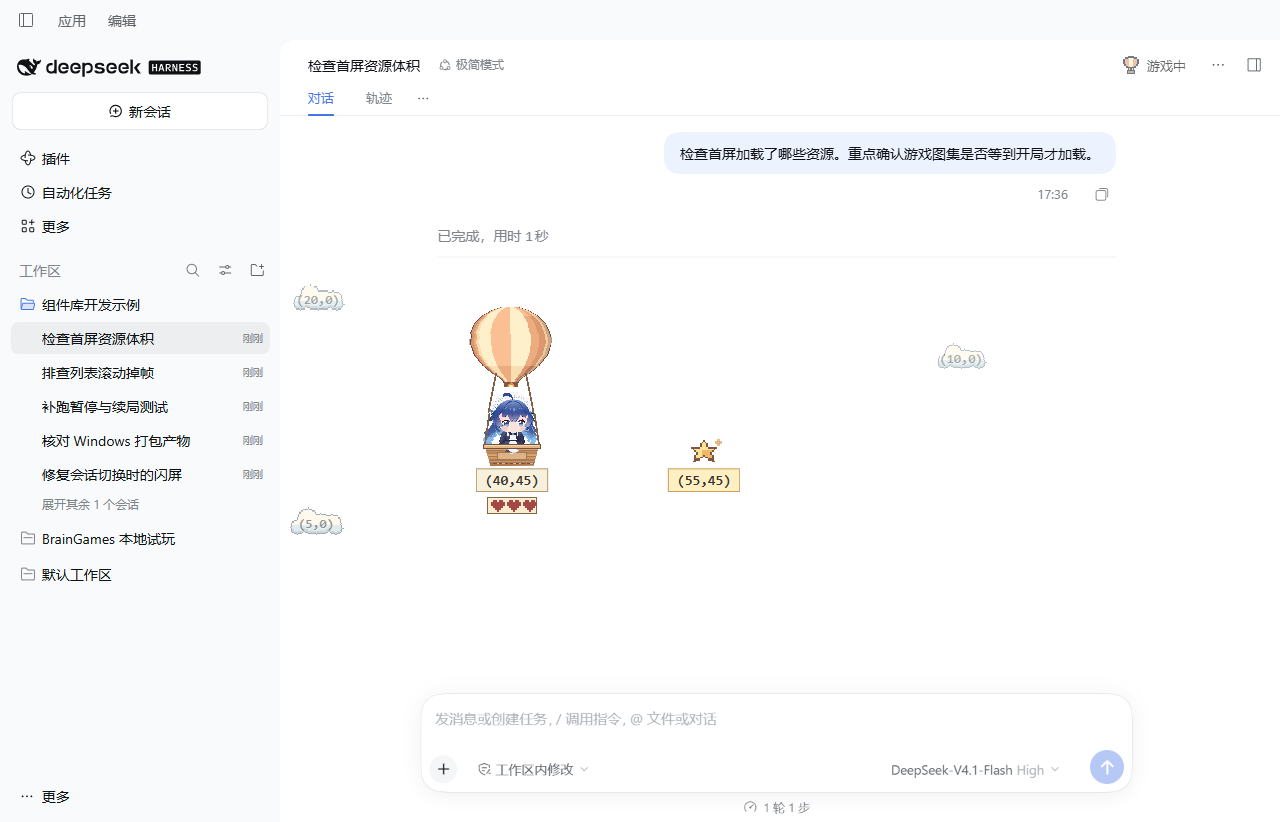 应用 编辑
deepseek HARNESS
新会话
插件
自动化任务
更多
工作区
组件库开发示例
检查首屏资源体积 刚刚
排查列表滚动掉帧 刚刚
补跑暂停与续局测试 刚刚
核对 Windows 打包产物 刚刚
修复会话切换时的闪屏 刚刚
展开其余 1 个会话
BrainGames 本地试玩
默认工作区
更多
检查首屏资源体积 极简模式 游戏中
对话 轨迹
检查首屏加载了哪些资源。重点确认游戏图集是否等到开局才加载。
17:36
已完成，用时 1 秒
(20,0)
(10,0)
(40,45) (55,45)
(5,0)
发消息或创建任务, / 调用指令, @ 文件或对话
工作区内修改 DeepSeek-V4.1-Flash High
1 轮 1 步